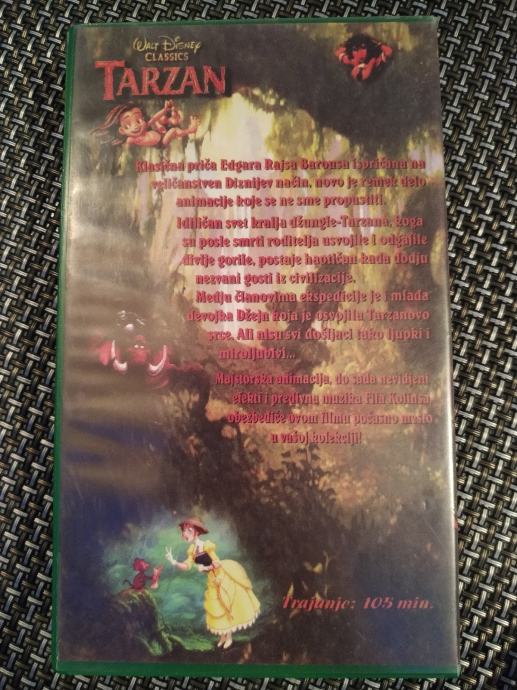 WALT DISNEY
CLASSICS
TARZAN
Klasična priča Edgara Rajsa Barousa ispričana na
veličanstven Diznijev način, novo je remek delo
animacije koje se ne sme propustiti.
Idiličan svet kralja džungle-Tarzana, koga
su posle smrti roditelja usvojile i odgajile
divlje gorile, postaje haotičan kada dodju
nezvani gosti iz civilizacije.
Medju članovima ekspedicije je i mlada
devojka Džejn koja je osvojila Tarzanovo
srce. Ali nisu svi došljaci tako ljupki i
miroljubivi...
Majstorska animacija, do sada nevidjeni
efekti i predivna muzika Fila Kolinsa
obezbediće ovom filmu počasno mesto
u vašoj kolekciji!
Trajanje: 105 min.